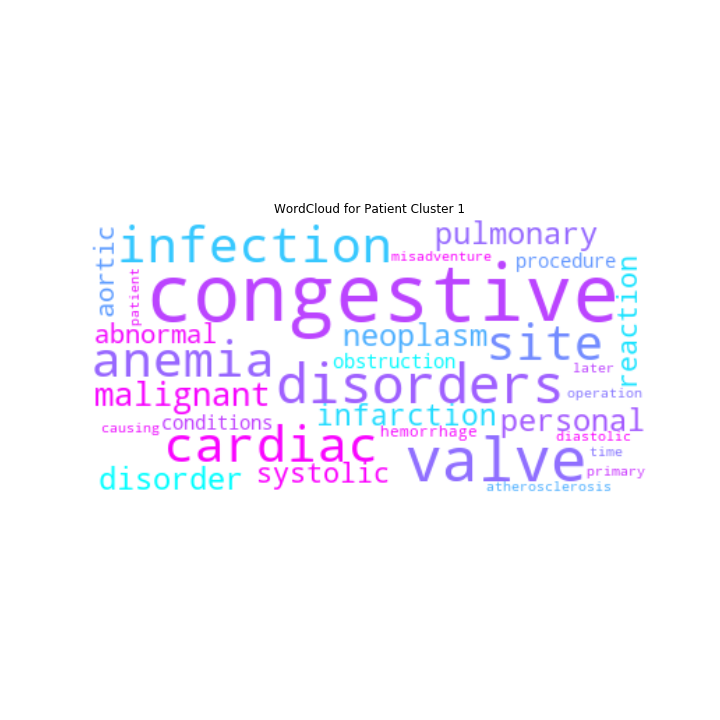 WordCloud for Patient Cluster 1
aortic
infection
pulmonary
misadventure
procedure
reaction
patient
congestive
abnormal
neoplasm
site
anemia
obstruction
later
malignant
disorders
operation
causing
conditions
infarction
personal
cardiac
hemorrhage
diastolic
valve
time
disorder
systolic
primary
atherosclerosis